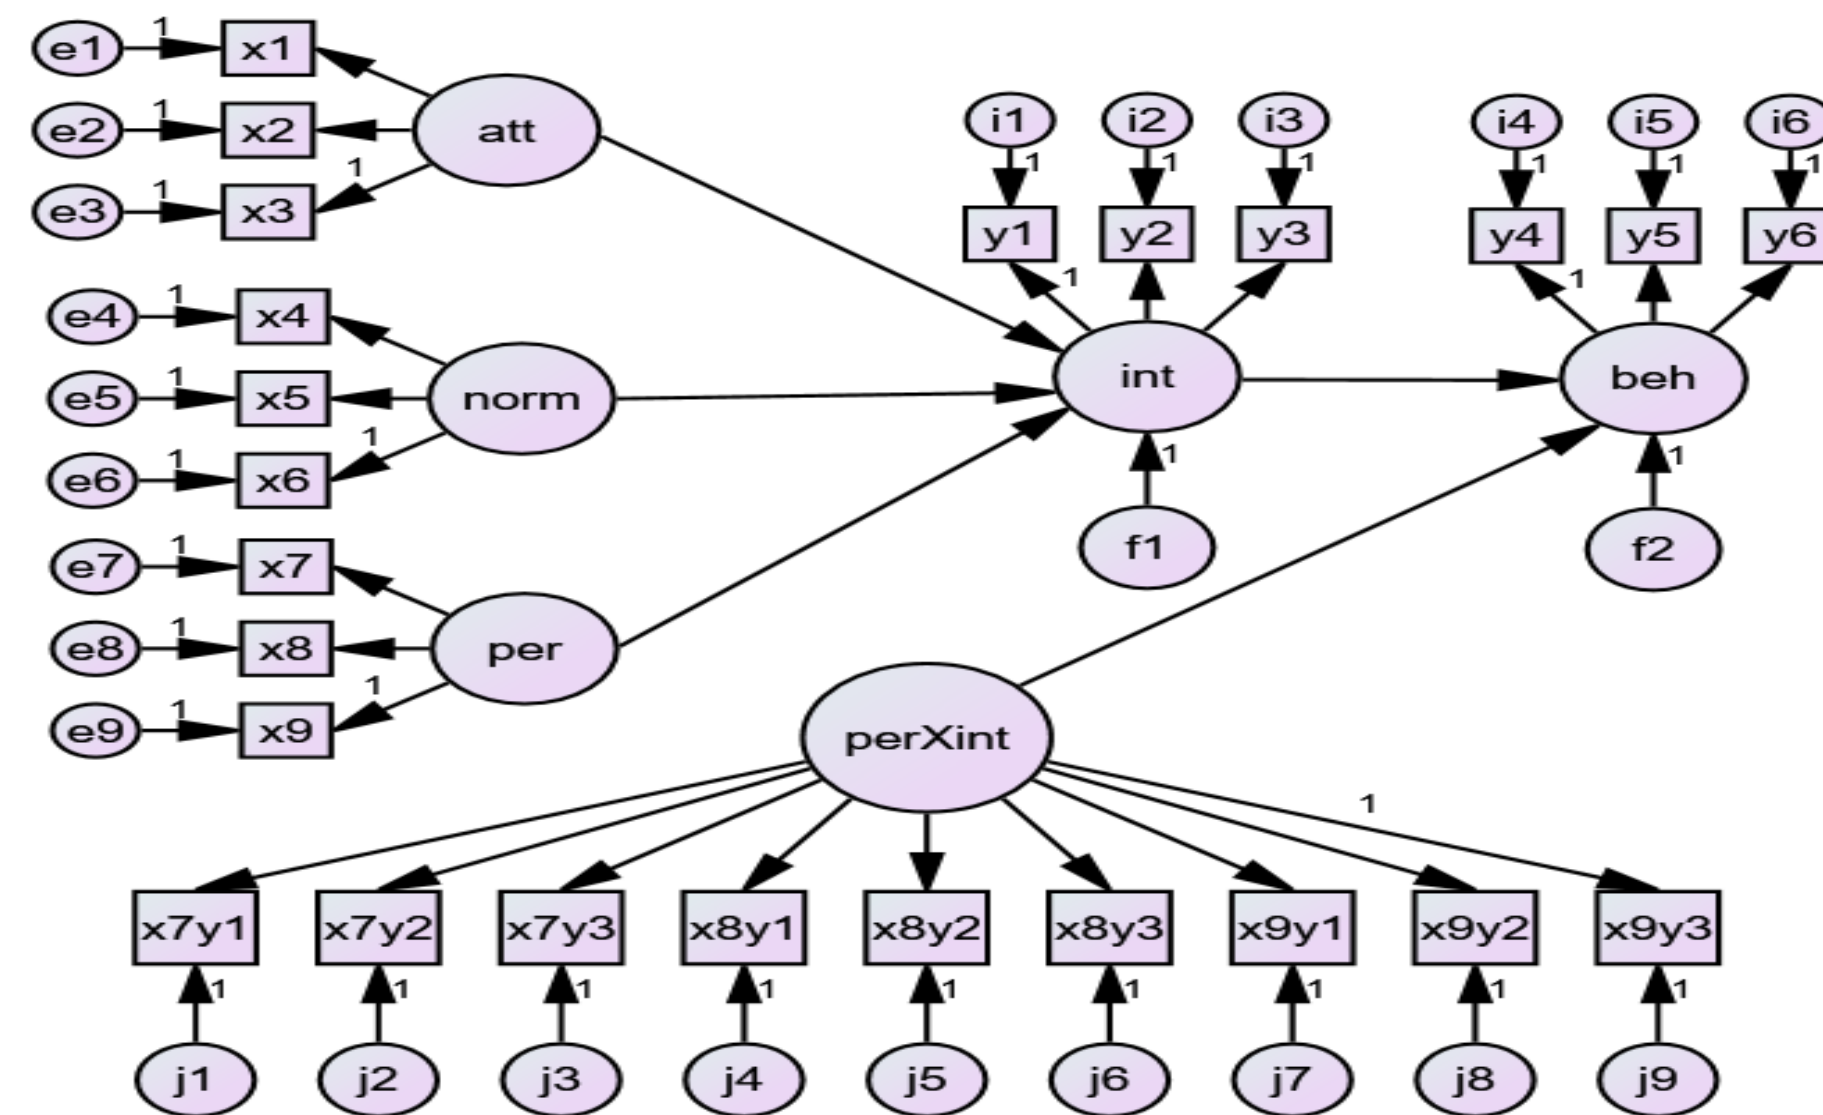 1
e1 x1
1
e2 x2 att
1 1
e3 x3
i1 i2 i3 i4 i5 i6
1 1 1 1 1 1
y1 y2 y3 y4 y5 y6
1 1
1
e4 x4
1
e5 x5 norm int beh
1 1
e6 x6
1 1
f1 f2
1
e7 x7
1
e8 x8 per
1 1
e9 x9
perXint
1
x7y1 x7y2 x7y3 x8y1 x8y2 x8y3 x9y1 x9y2 x9y3
1 1 1 1 1 1 1 1 1
j1 j2 j3 j4 j5 j6 j7 j8 j9